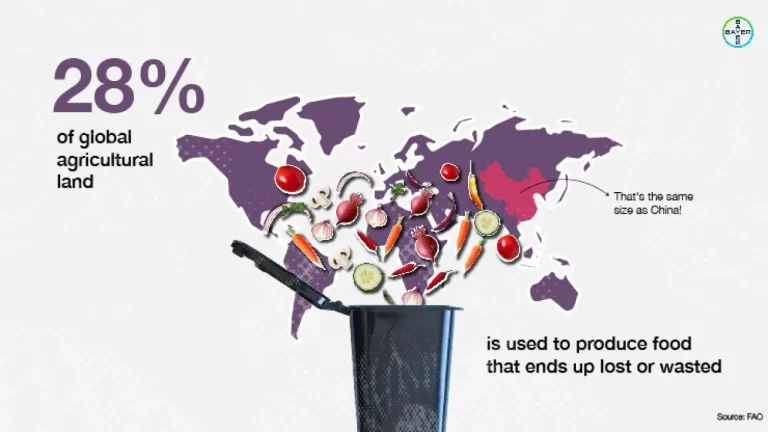 BAYER
BAYER
28%
of global
agricultural
land
That's the same
size as China!
is used to produce food
that ends up lost or wasted
Source: FAO